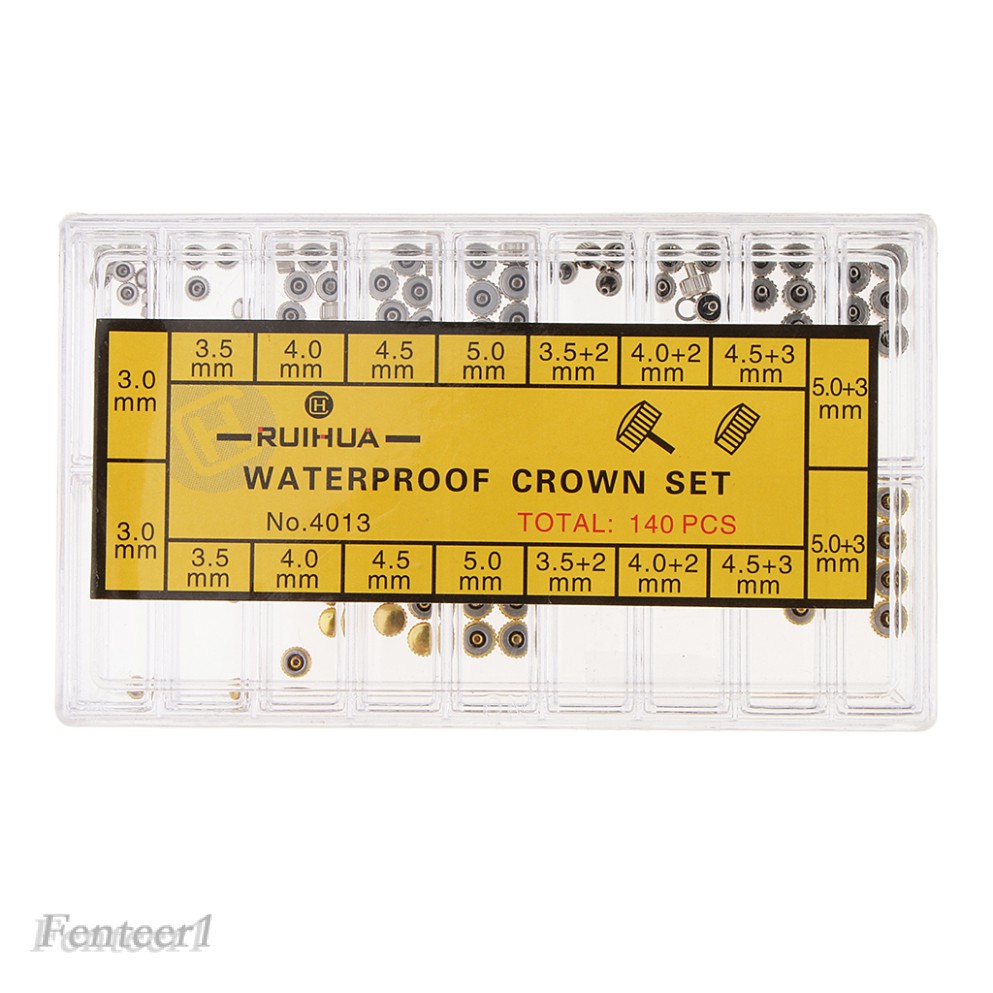 3.0 mm
3.5 mm
4.0 mm
4.5 mm
5.0 mm
3.5+2 mm
4.0+2 mm
4.5+3 mm
5.0+3 mm
H
RUIHUA
WATERPROOF CROWN SET
No.4013 TOTAL: 140 PCS
3.0 mm
3.5 mm
4.0 mm
4.5 mm
5.0 mm
3.5+2 mm
4.0+2 mm
4.5+3 mm
5.0+3 mm
Fenteer1